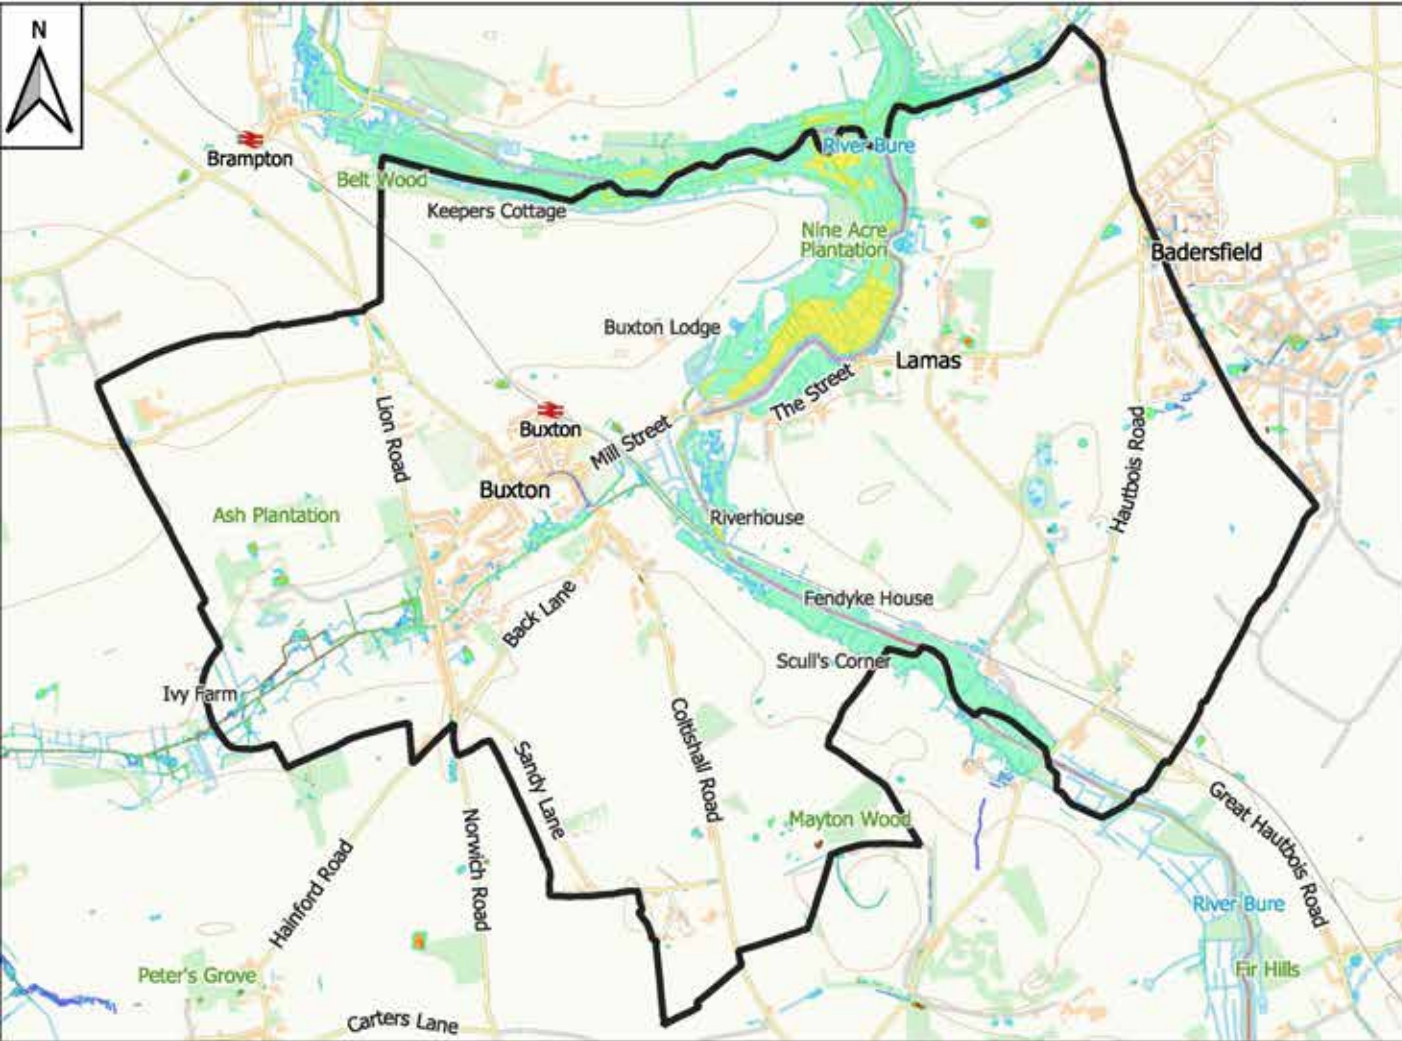 N
Brampton
Belt Wood
River Bure
Keepers Cottage
Nine Acre
Plantation
Badersfield
Buxton Lodge
Lamas
The Street
Lion Road
Buxton
Mill Street
Buxton
Hautbois Road
Ash Plantation
Riverhouse
Back Lane
Fendyke House
Scull's Corner
Ivy Farm
Coltishall Road
Sandy Lane
Mayton Wood
Great Hautbois Road
Norwich Road
Hainford Road
River Bure
Peter's Grove
Fir Hills
Carters Lane